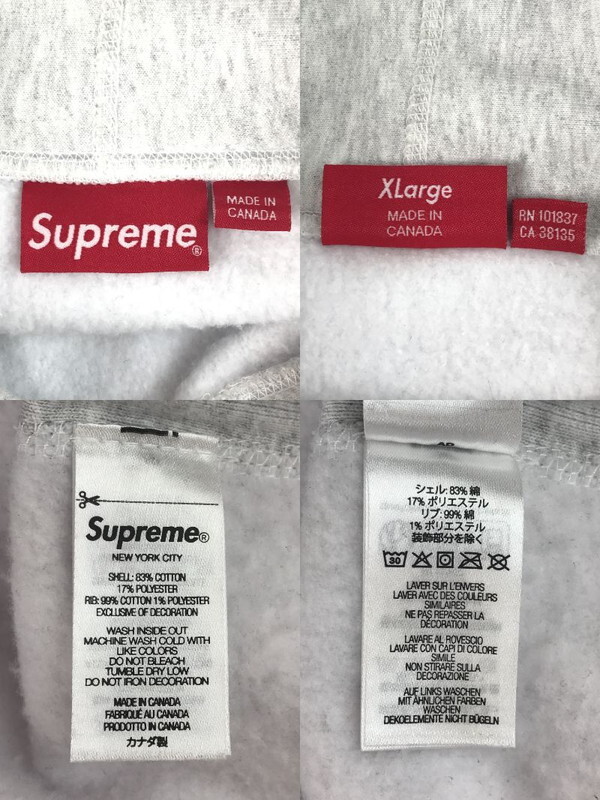 Supreme®
MADE IN
CANADA
XLarge
MADE IN
CANADA
RN 101837
CA 38135
Supreme®
NEW YORK CITY
SHELL: 83% COTTON
17% POLYESTER
RIB: 99% COTTON 1% POLYESTER
EXCLUSIVE OF DECORATION
WASH INSIDE OUT
MACHINE WASH COLD WITH
LIKE COLORS
DO NOT BLEACH
TUMBLE DRY LOW
DO NOT IRON DECORATION
MADE IN CANADA
FABRIQUÉ AU CANADA
PRODOTTO IN CANADA
カナダ製
シェル: 83% 綿
17% ポリエステル
リブ: 99% 綿
1% ポリエステル
装飾部分を除く
30
LAVER SUR L'ENVERS
LAVER AVEC DES COULEURS
SIMILAIRES
NE PAS REPASSER LA
DÉCORATION
LAVARE AL ROVESCIO
LAVARE CON CAPI DI COLORE
SIMILE
NON STIRARE SULLA
DECORAZIONE
AUF LINKS WASCHEN
MIT ÄHNLICHEN FARBEN
WASCHEN
DEKOELEMENTE NICHT BÜGELN